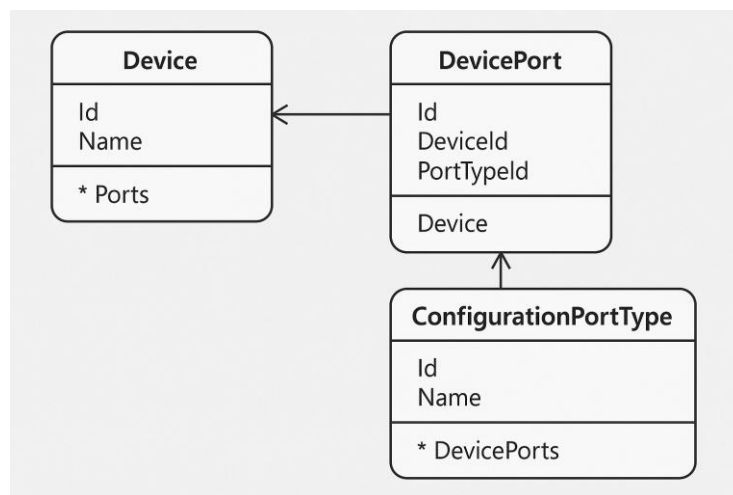 Device
Id
Name
* Ports
DevicePort
Id
DeviceId
PortTypeId
Device
ConfigurationPortType
Id
Name
* DevicePorts